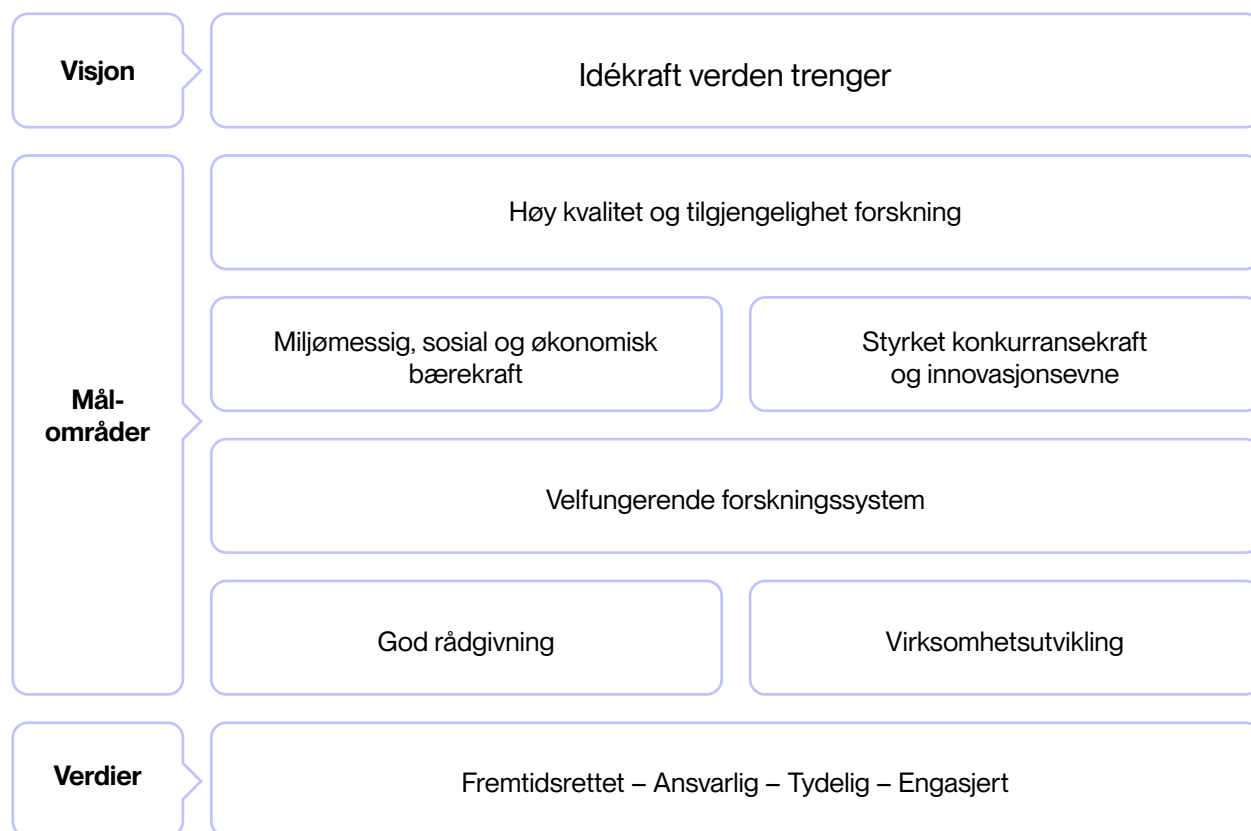 Visjon
Idékraft verden trenger
Høy kvalitet og tilgjengelighet forskning
Miljømessig, sosial og økonomisk
bærekraft
Styrket konkurransekraft
og innovasjonsevne
Mål-
områder
Velfungerende forskningssystem
God rådgivning
Virksomhetsutvikling
Verdier
Fremtidsrettet – Ansvarlig – Tydelig – Engasjert